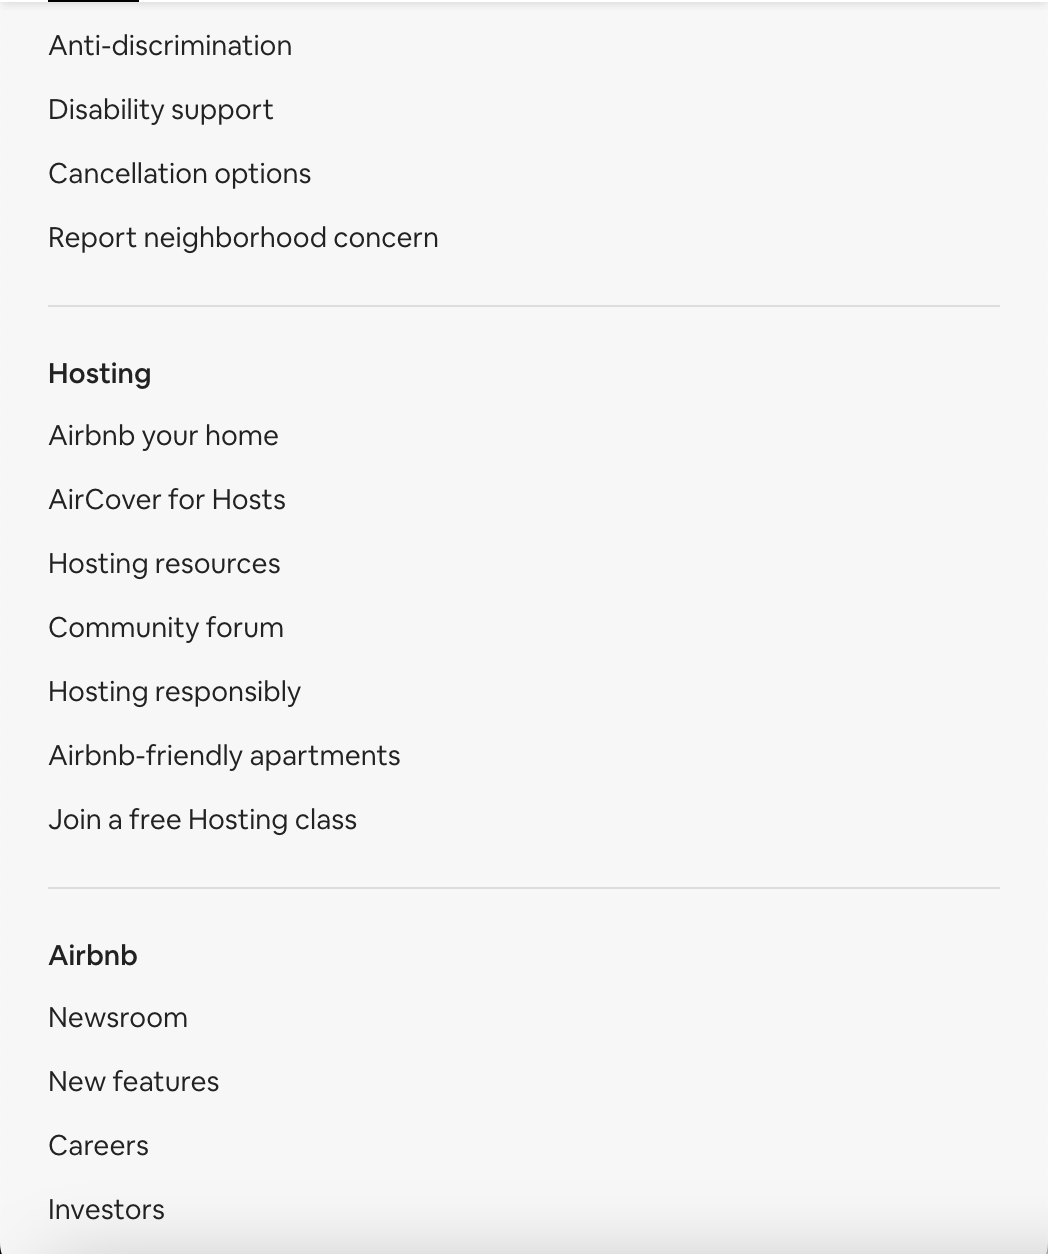 Anti-discrimination
Disability support
Cancellation options
Report neighborhood concern
Hosting
Airbnb your home
AirCover for Hosts
Hosting resources
Community forum
Hosting responsibly
Airbnb-friendly apartments
Join a free Hosting class
Airbnb
Newsroom
New features
Careers
Investors